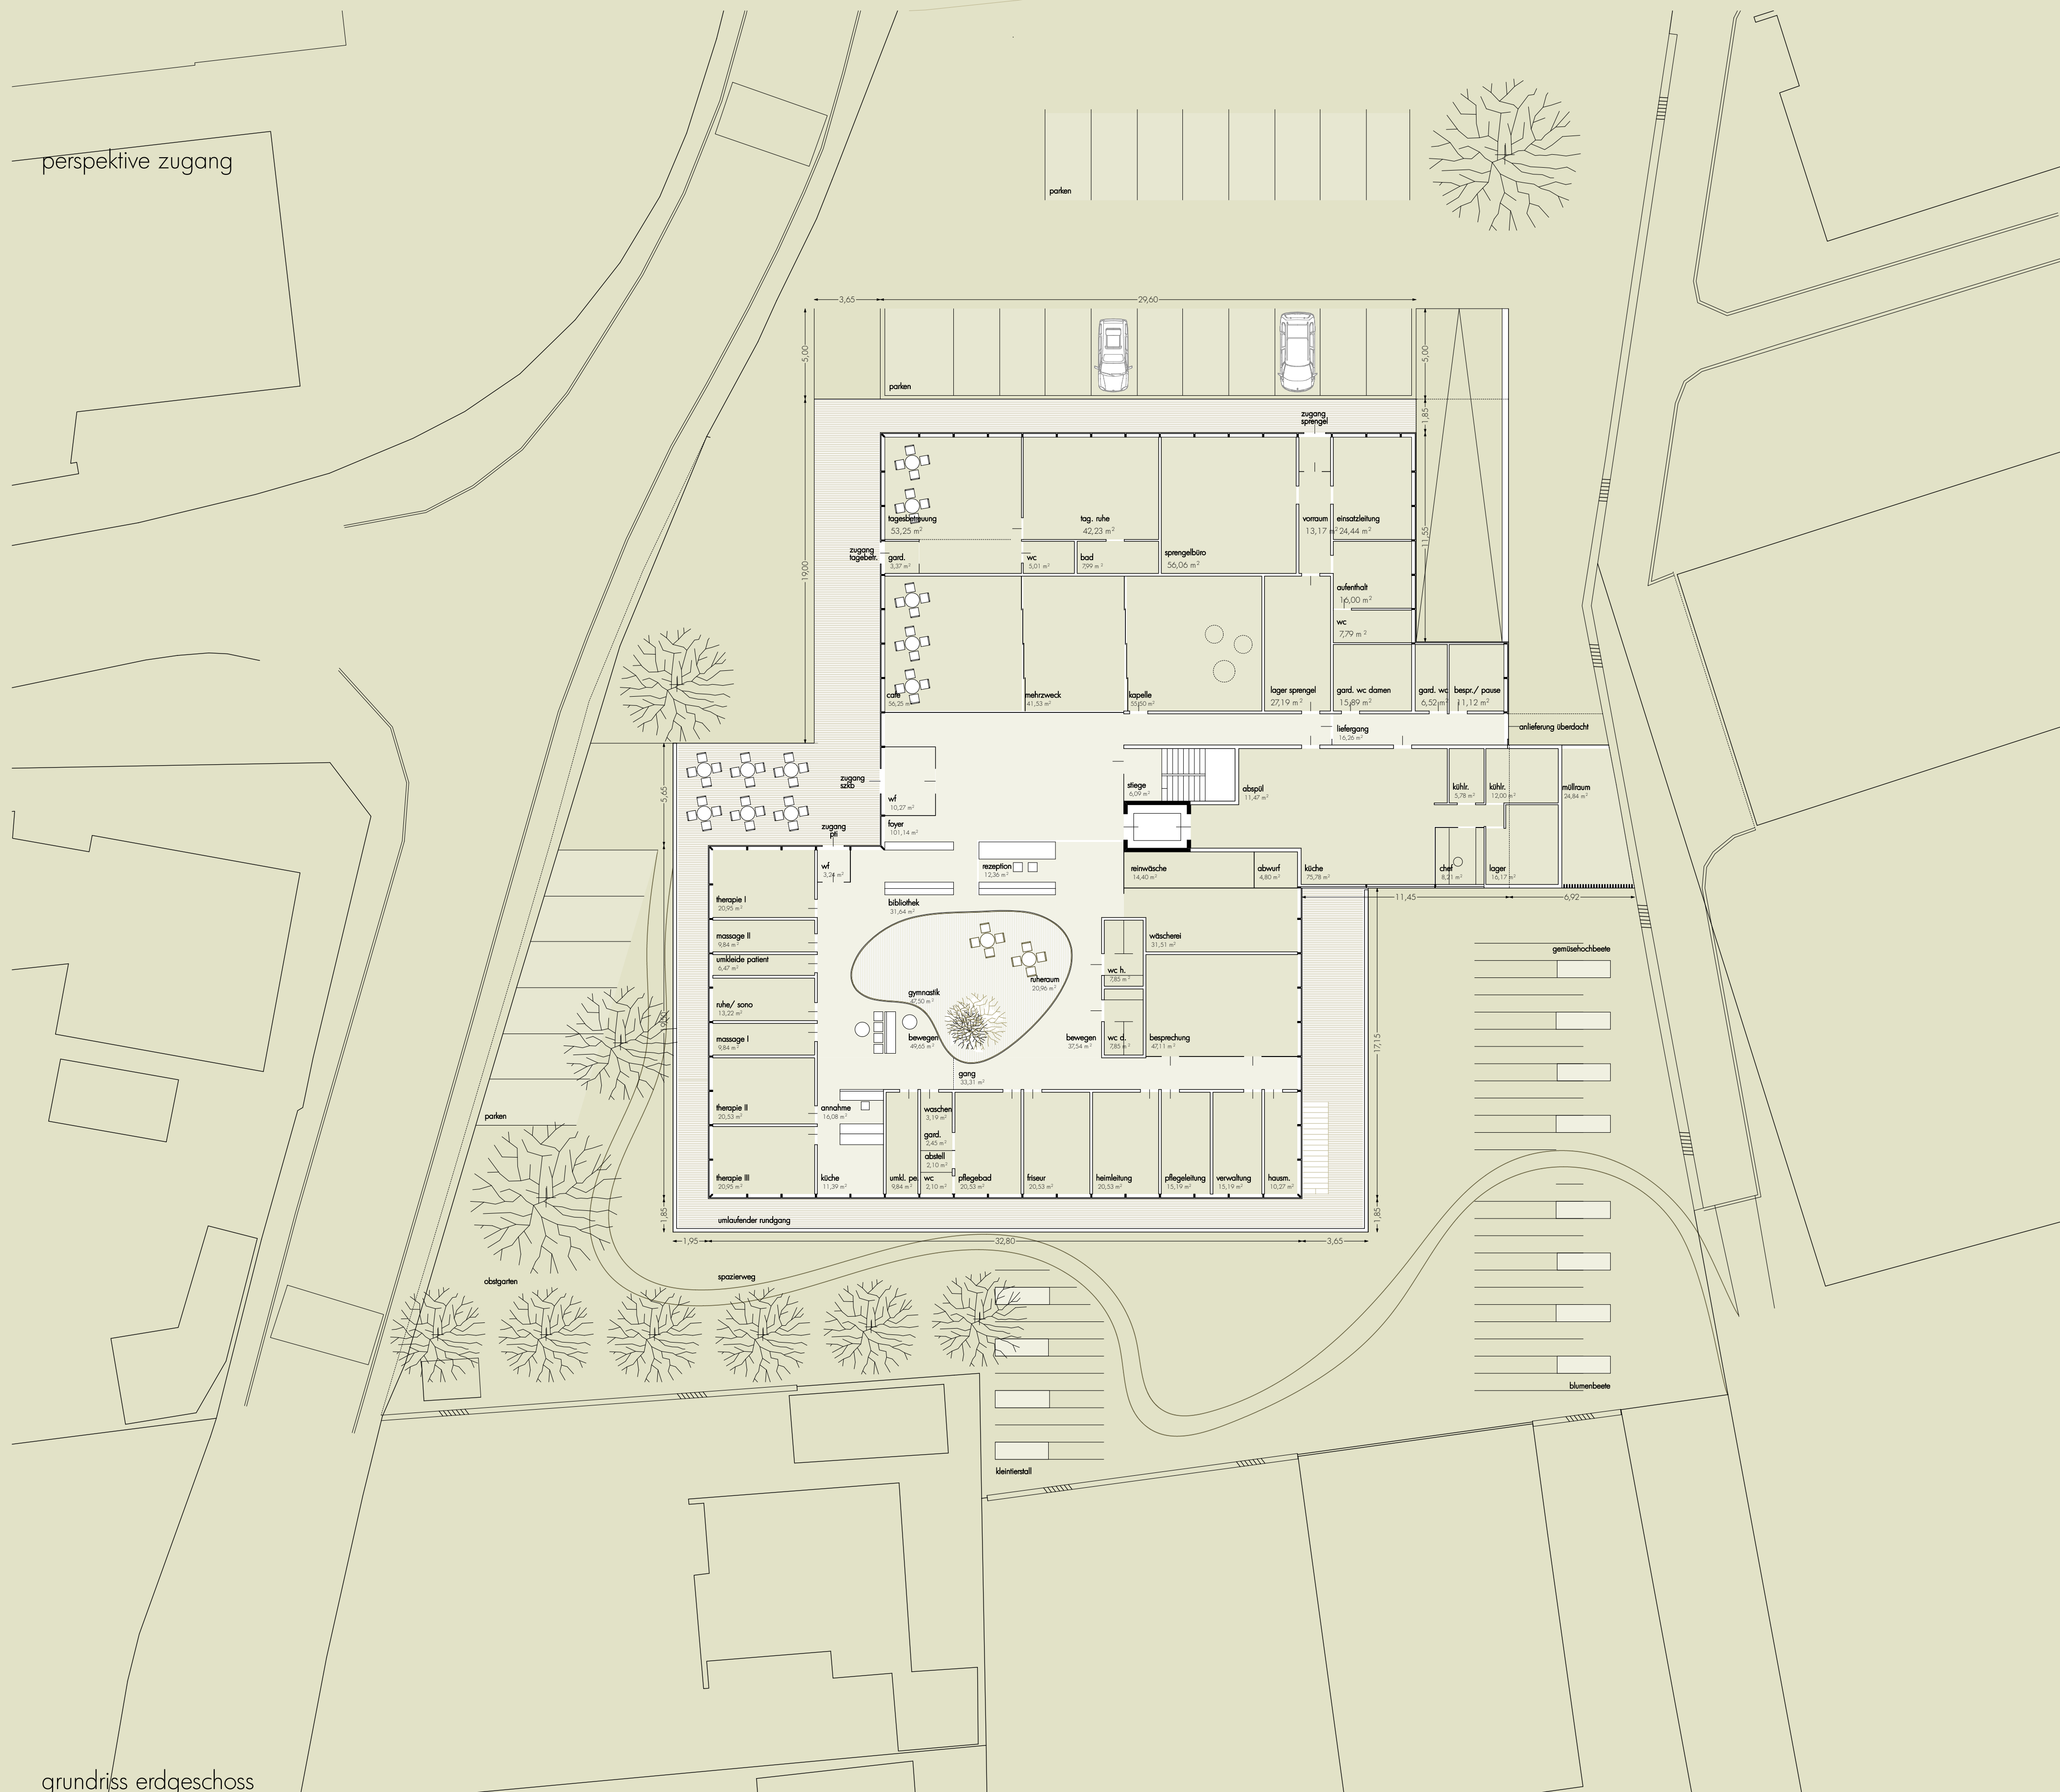 perspektive zugang
parken
3,65
29,60
5,00
5,00
parken
1,85
zugang
sprengel
tagesbetreuung
53,25 m²
tag. ruhe
42,23 m²
vorraum
13,17 m²
einsatzleitung
24,44 m²
11,55
zugang
tagebetr.
gard.
3,37 m²
wc
5,01 m²
bad
7,99 m²
sprengelbüro
56,06 m²
19,00
aufenthalt
16,00 m²
wc
7,79 m²
café
56,25 m²
mehrzweck
41,53 m²
kapelle
lager sprengel
27,19 m²
gard. wc damen
15,89 m²
gard. wc
6,52 m²
bespr./ pause
11,12 m²
liefergang
16,26 m²
anlieferung überdacht
zugang
szkb
5,65
wf
10,27 m²
stiege
6,09 m²
abspül
11,47 m²
kühlr.
5,78 m²
kühlr.
12,00 m²
müllraum
24,84 m²
foyer
101,14 m²
zugang
pti
wf
3,24 m²
rezeption
12,36 m²
reinwäsche
14,40 m²
abwurf
4,80 m²
küche
75,78 m²
chef
8,21 m²
lager
16,17 m²
therapie I
20,95 m²
bibliothek
31,64 m²
11,45
6,92
massage II
9,84 m²
wäscherei
31,51 m²
gemüsehochbeete
umkleide patient
6,47 m²
wc h.
7,85 m²
ruheraum
20,96 m²
gymnastik
47,50 m²
ruhe/ sono
13,22 m²
massage I
9,84 m²
bewegen
49,65 m²
bewegen
37,54 m²
wc d.
7,85 m²
besprechung
47,11 m²
17,15
gang
33,31 m²
parken
therapie II
20,53 m²
annahme
16,08 m²
waschen
3,19 m²
gard.
2,45 m²
abstell
2,10 m²
therapie III
20,95 m²
küche
11,39 m²
umkl. pe.
9,84 m²
wc
2,10 m²
pflegebad
20,53 m²
friseur
20,53 m²
heimleitung
20,53 m²
pflegeleitung
15,19 m²
verwaltung
15,19 m²
hausm.
10,27 m²
1,85
umlaufender rundgang
1,85
1,95
32,80
3,65
obstgarten
spazierweg
blumenbeete
kleintierstall
grundriss erdgeschoss